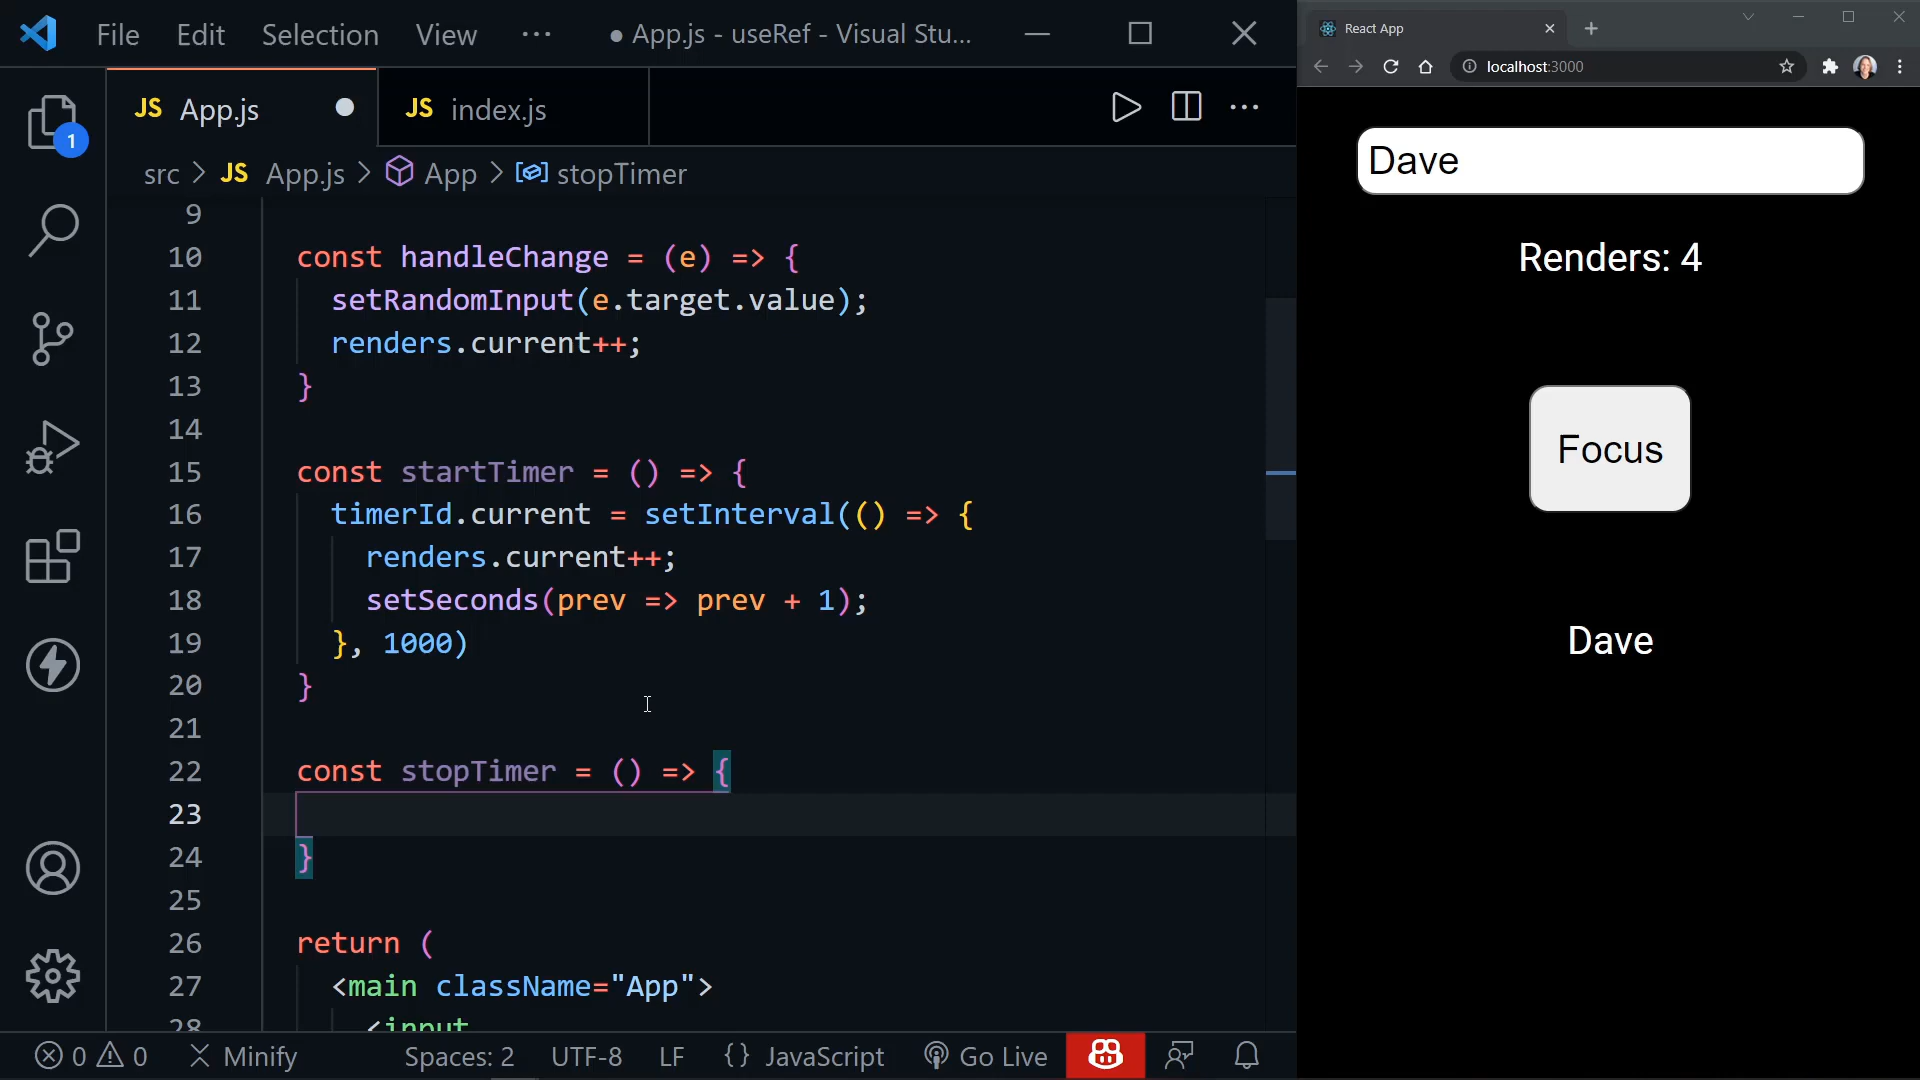 File Edit Selection View ··· ● App.js - useRef - Visual Stu...
JS App.js ● JS index.js
1
src > JS App.js > App > stopTimer
9
10 const handleChange = (e) => {
11 setRandomInput(e.target.value);
12 renders.current++;
13 }
14
15 const startTimer = () => {
16 timerId.current = setInterval(() => {
17 renders.current++;
18 setSeconds(prev => prev + 1);
19 }, 1000)
20 }
21
22 const stopTimer = () => {
23
24 }
25
26 return (
27 <main className="App">
28 <input
0 0 Minify Spaces: 2 UTF-8 LF {} JavaScript Go Live
React App
localhost:3000
Dave
Renders: 4
Focus
Dave